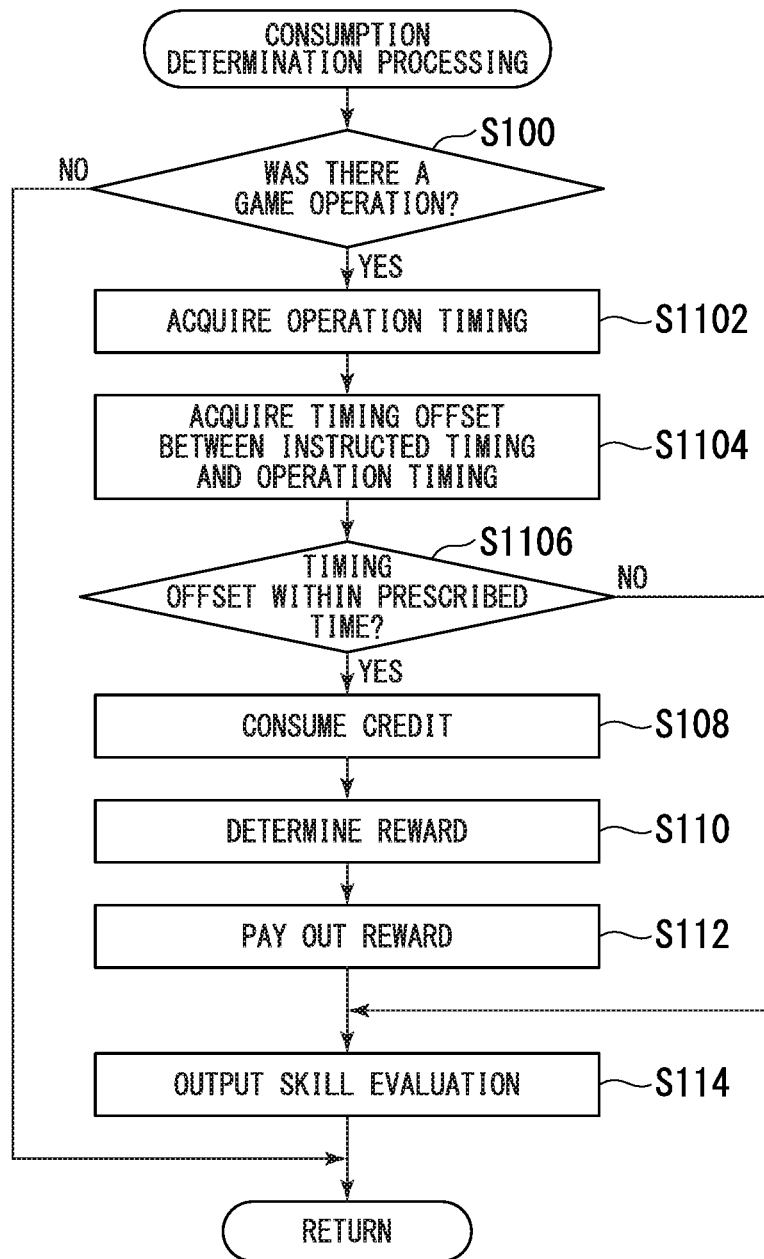 CONSUMPTION
DETERMINATION PROCESSING
S100
NO
WAS THERE A
GAME OPERATION?
YES
ACQUIRE OPERATION TIMING
S1102
ACQUIRE TIMING OFFSET
BETWEEN INSTRUCTED TIMING
AND OPERATION TIMING
S1104
S1106
TIMING
OFFSET WITHIN PRESCRIBED
TIME?
NO
YES
CONSUME CREDIT
S108
DETERMINE REWARD
S110
PAY OUT REWARD
S112
OUTPUT SKILL EVALUATION
S114
RETURN